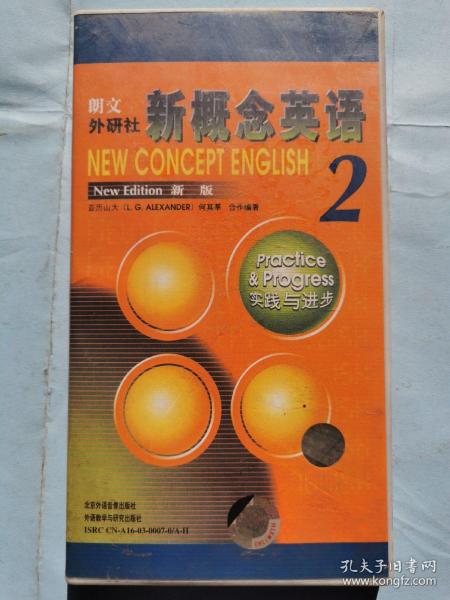 朗文
外研社
新概念英语
NEW CONCEPT ENGLISH
2
New Edition 新 版
亚历山大(L. G. ALEXANDER) 何其莘 合作编著
Practice
& Progress
实践与进步
北京外语音像出版社
外语教学与研究出版社
ISRC CN-A16-03-0007-0/A·H
孔夫子旧书网
www.kongfz.com